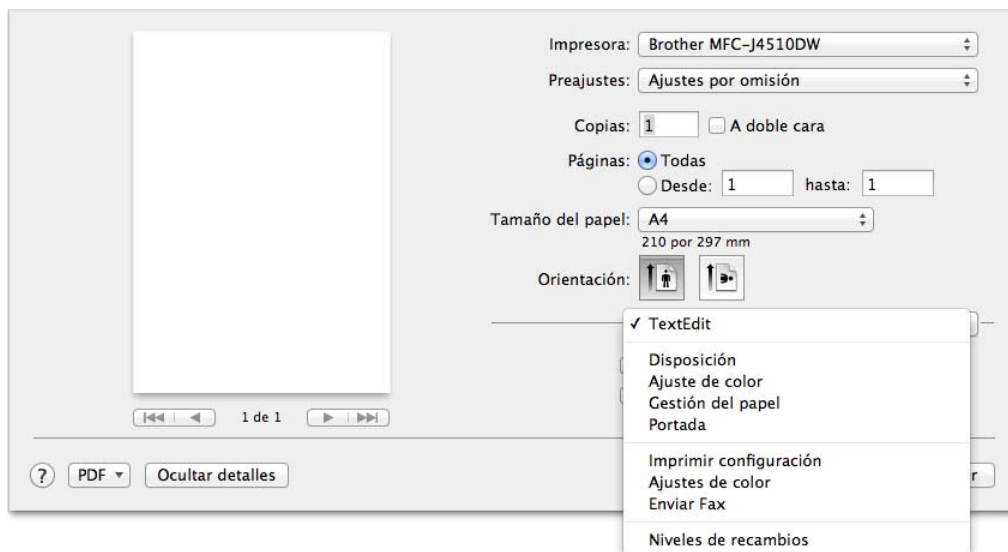 Impresora: Brother MFC-J4510DW
Preajustes: Ajustes por omisión
Copias: 1 A doble cara
Páginas: Todas
Desde: 1 hasta: 1
Tamaño del papel: A4
210 por 297 mm
Orientación:
✓ TextEdit
Disposición
Ajuste de color
Gestión del papel
Portada
1 de 1
Imprimir configuración
Ajustes de color
Enviar Fax
Niveles de recambios
? PDF Ocultar detalles r